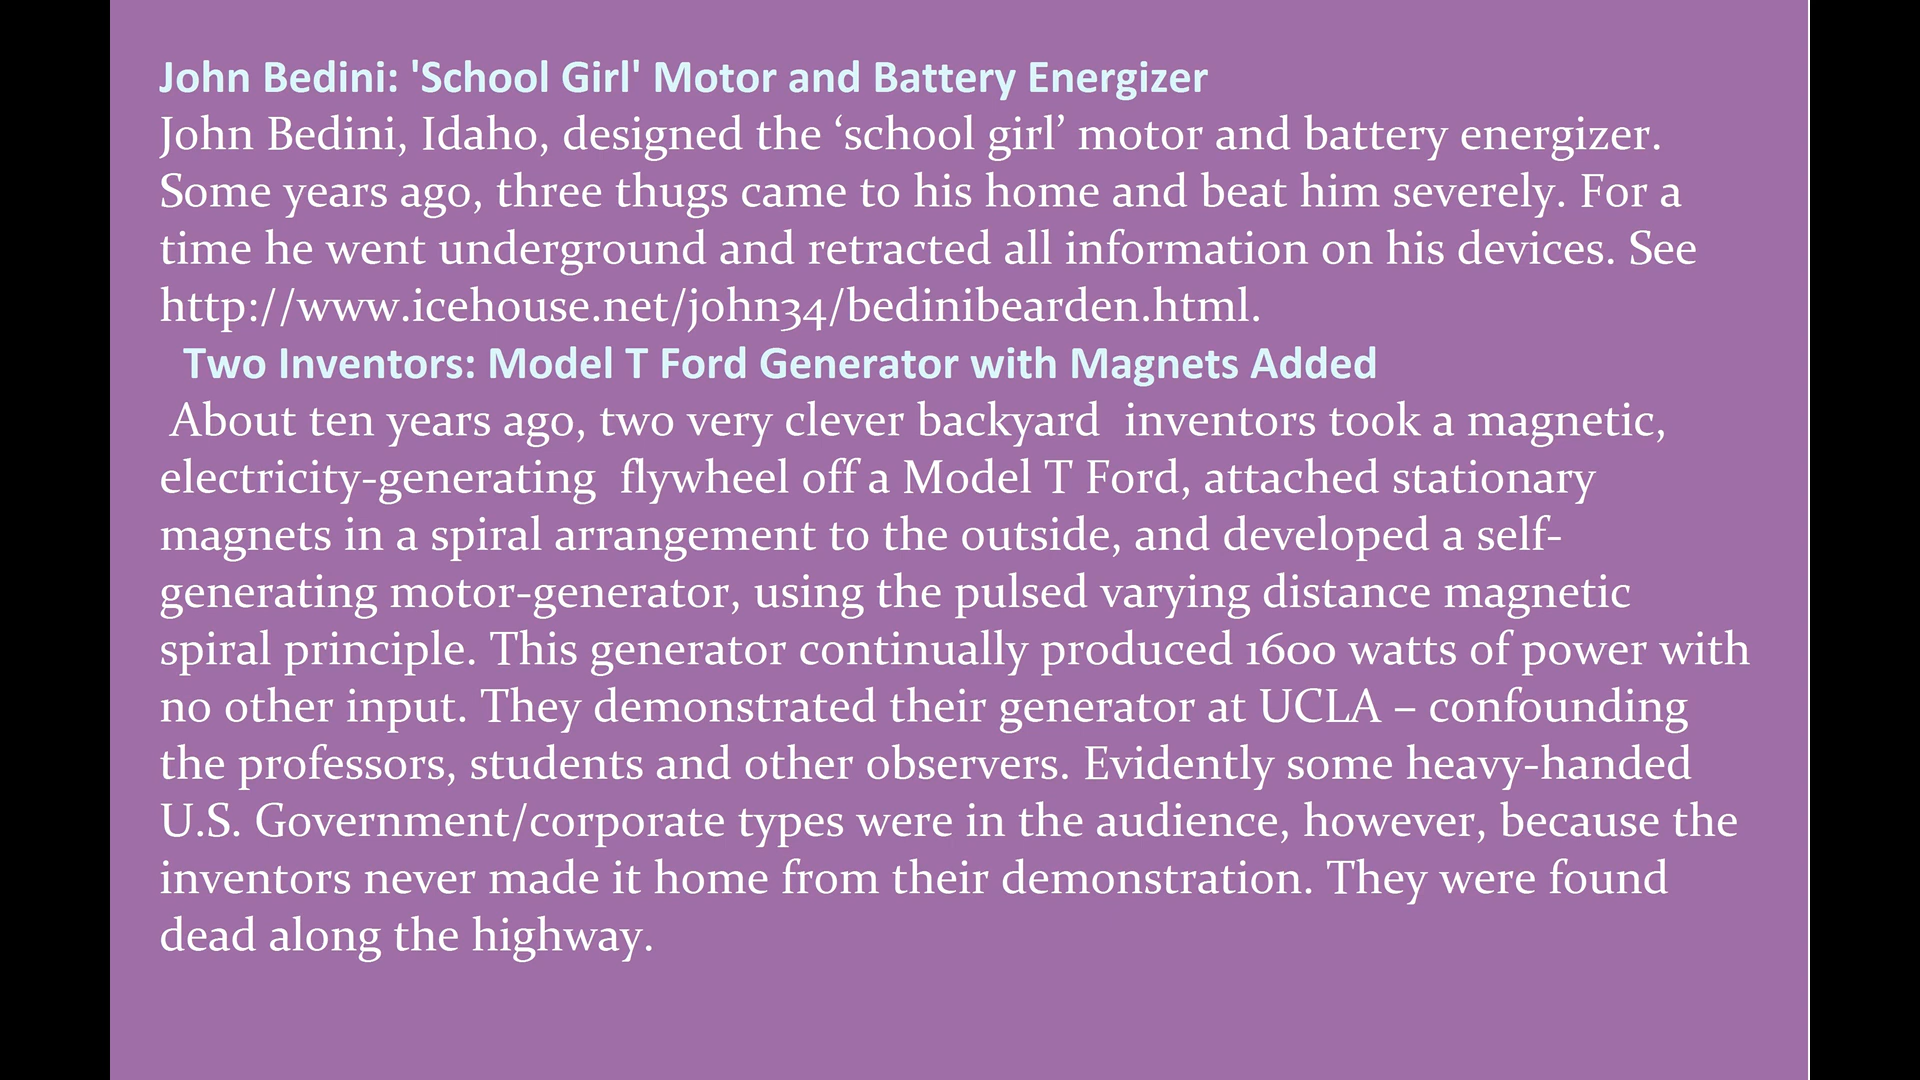 John Bedini: 'School Girl' Motor and Battery Energizer
John Bedini, Idaho, designed the ‘school girl’ motor and battery energizer.
Some years ago, three thugs came to his home and beat him severely. For a
time he went underground and retracted all information on his devices. See
http://www.icehouse.net/john34/bedinibearden.html.
Two Inventors: Model T Ford Generator with Magnets Added
About ten years ago, two very clever backyard  inventors took a magnetic,
electricity-generating  flywheel off a Model T Ford, attached stationary
magnets in a spiral arrangement to the outside, and developed a self-
generating motor-generator, using the pulsed varying distance magnetic
spiral principle. This generator continually produced 1600 watts of power with
no other input. They demonstrated their generator at UCLA – confounding
the professors, students and other observers. Evidently some heavy-handed
U.S. Government/corporate types were in the audience, however, because the
inventors never made it home from their demonstration. They were found
dead along the highway.